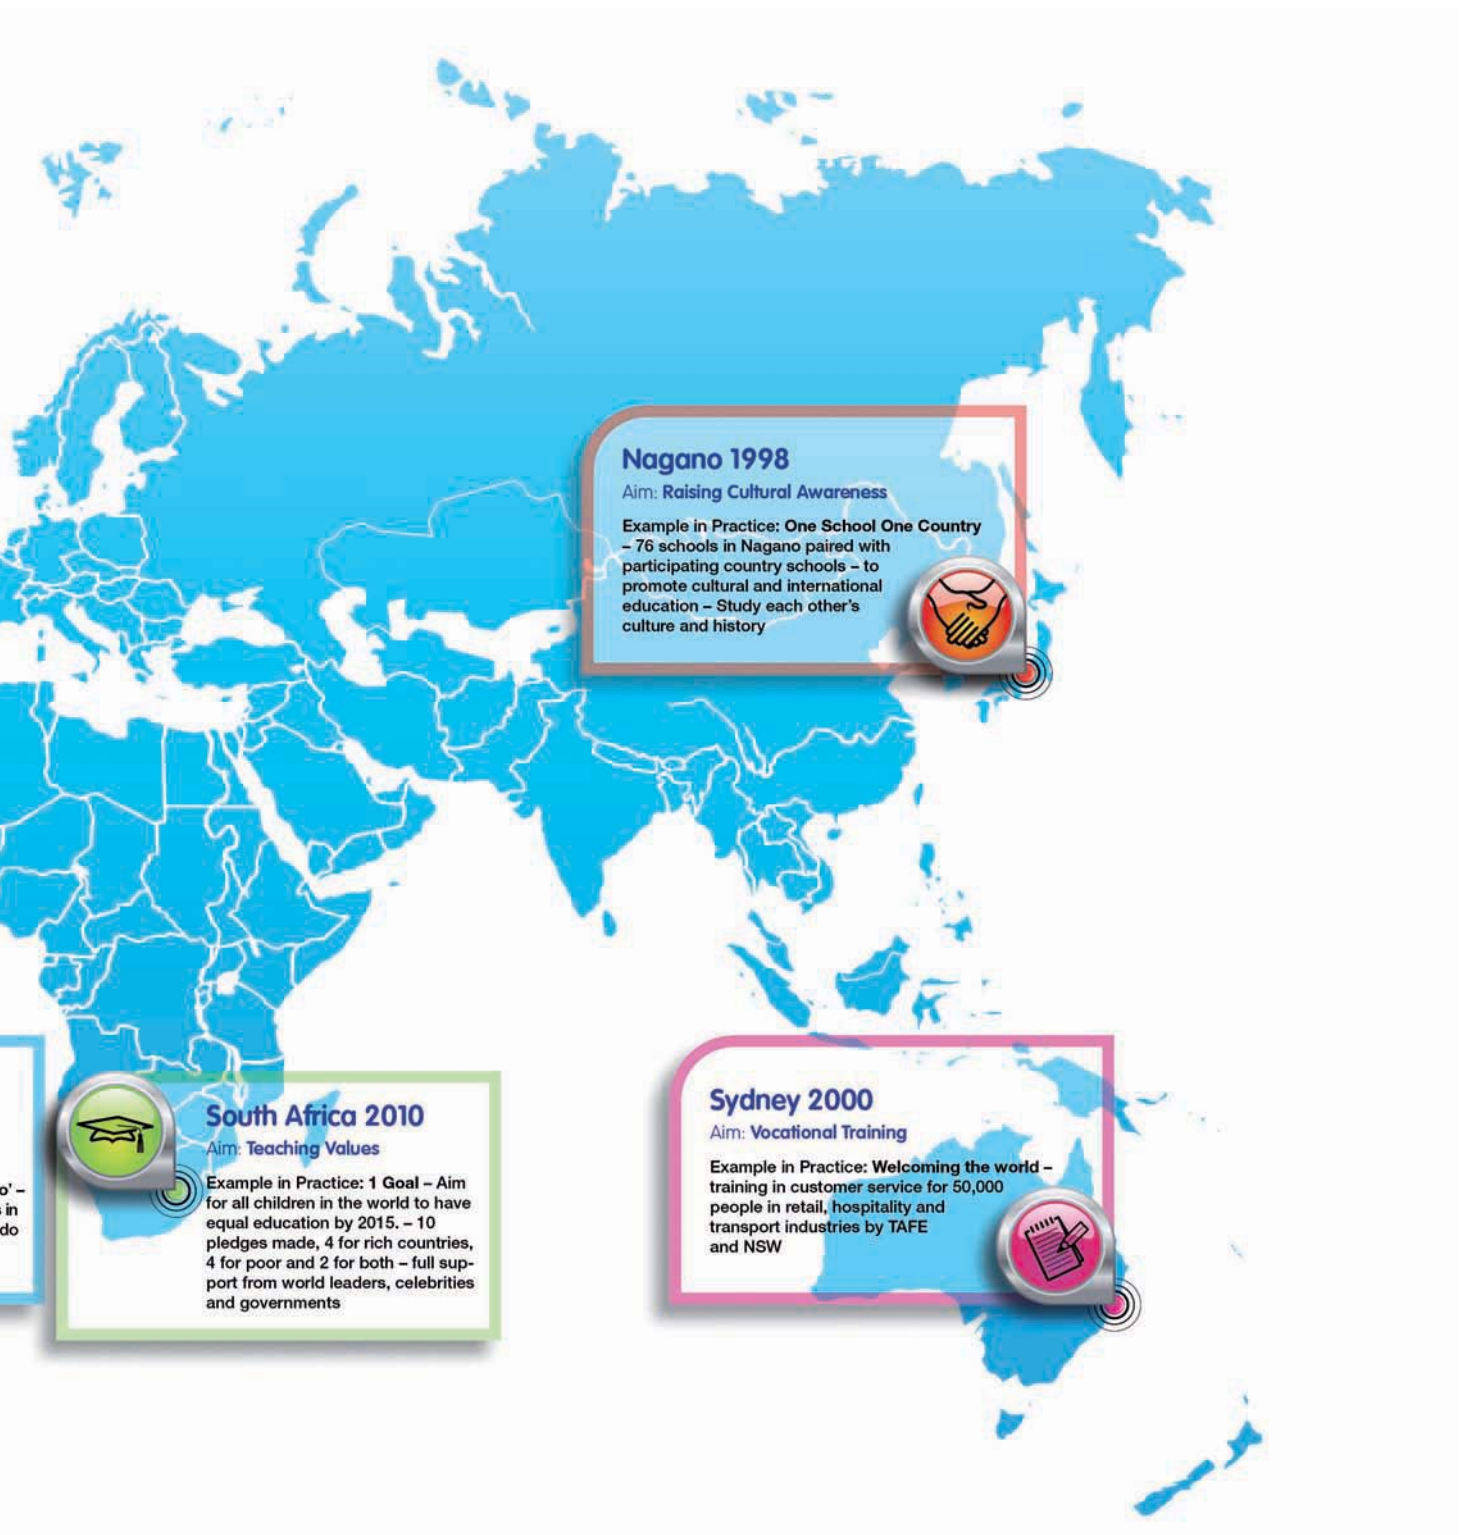 Nagano 1998
Aim: Raising Cultural Awareness
Example in Practice: One School One Country
– 76 schools in Nagano paired with
participating country schools – to
promote cultural and international
education – Study each other's
culture and history
o' –
in
do
South Africa 2010
Aim: Teaching Values
Example in Practice: 1 Goal – Aim
for all children in the world to have
equal education by 2015. – 10
pledges made, 4 for rich countries,
4 for poor and 2 for both – full sup-
port from world leaders, celebrities
and governments
Sydney 2000
Aim: Vocational Training
Example in Practice: Welcoming the world –
training in customer service for 50,000
people in retail, hospitality and
transport industries by TAFE
and NSW